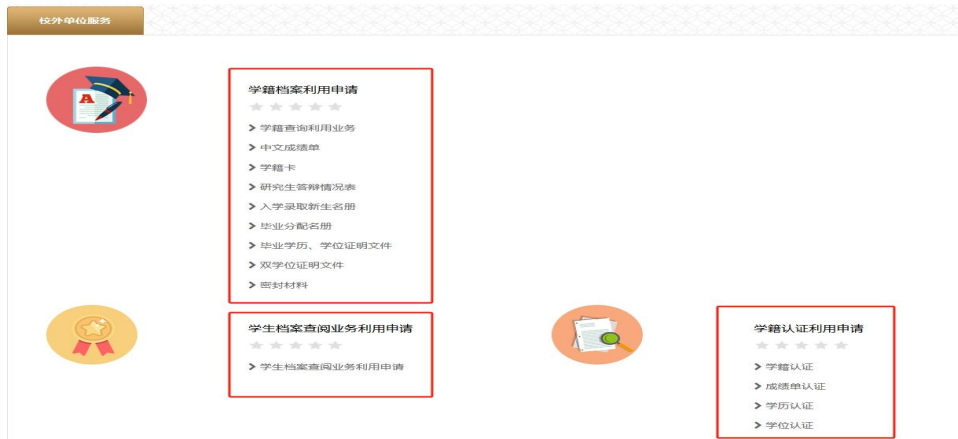 校外单位服务
学籍档案利用申请
学籍查询利用业务
中文成绩单
学籍卡
研究生答辩情况表
入学录取新生名册
毕业分配名册
毕业学历、学位证明文件
双学位证明文件
密封材料
学生档案查阅业务利用申请
学生档案查阅业务利用申请
学籍认证利用申请
学籍认证
成绩单认证
学历认证
学位认证
A